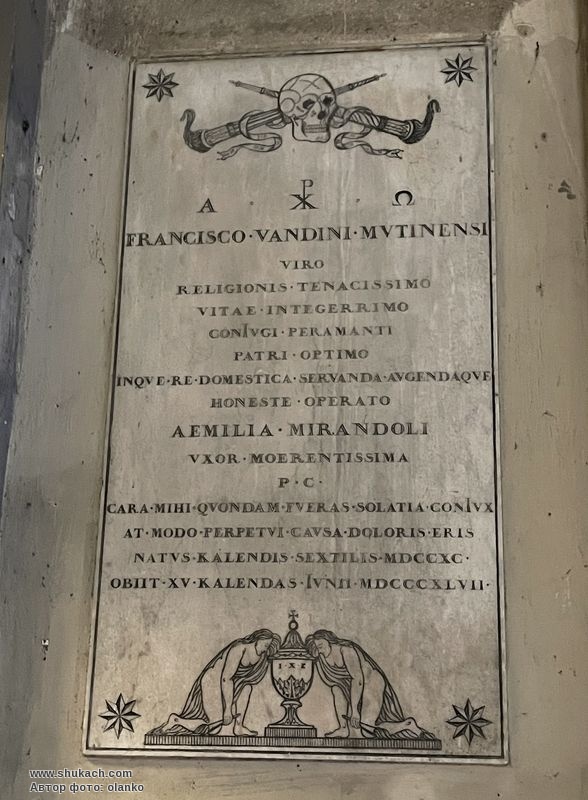 Α · ☧ · Ω
FRANCISCO·VANDINI·MVTINENSI
VIRO
RELIGIONIS·TENACISSIMO
VITAE·INTEGERRIMO
CONIVGI·PERAMANTI
PATRI·OPTIMO
INQVE·RE·DOMESTICA·SERVANDA·AVGENDAQVE
HONESTE·OPERATO
AEMILIA·MIRANDOLI
VXOR·MOERENTISSIMA
P·C·
CARA·MIHI·QVONDAM·FVERAS·SOLATIA·CONIVX
AT·MODO·PERPETVI·CAVSA·DOLORIS·ERIS
NATVS·KALENDIS·SEXTILIS·MDCCXC·
OBIIT·XV·KALENDAS·IVNII·MDCCCXLVII·
www.shukach.com
Автор фото: olanko